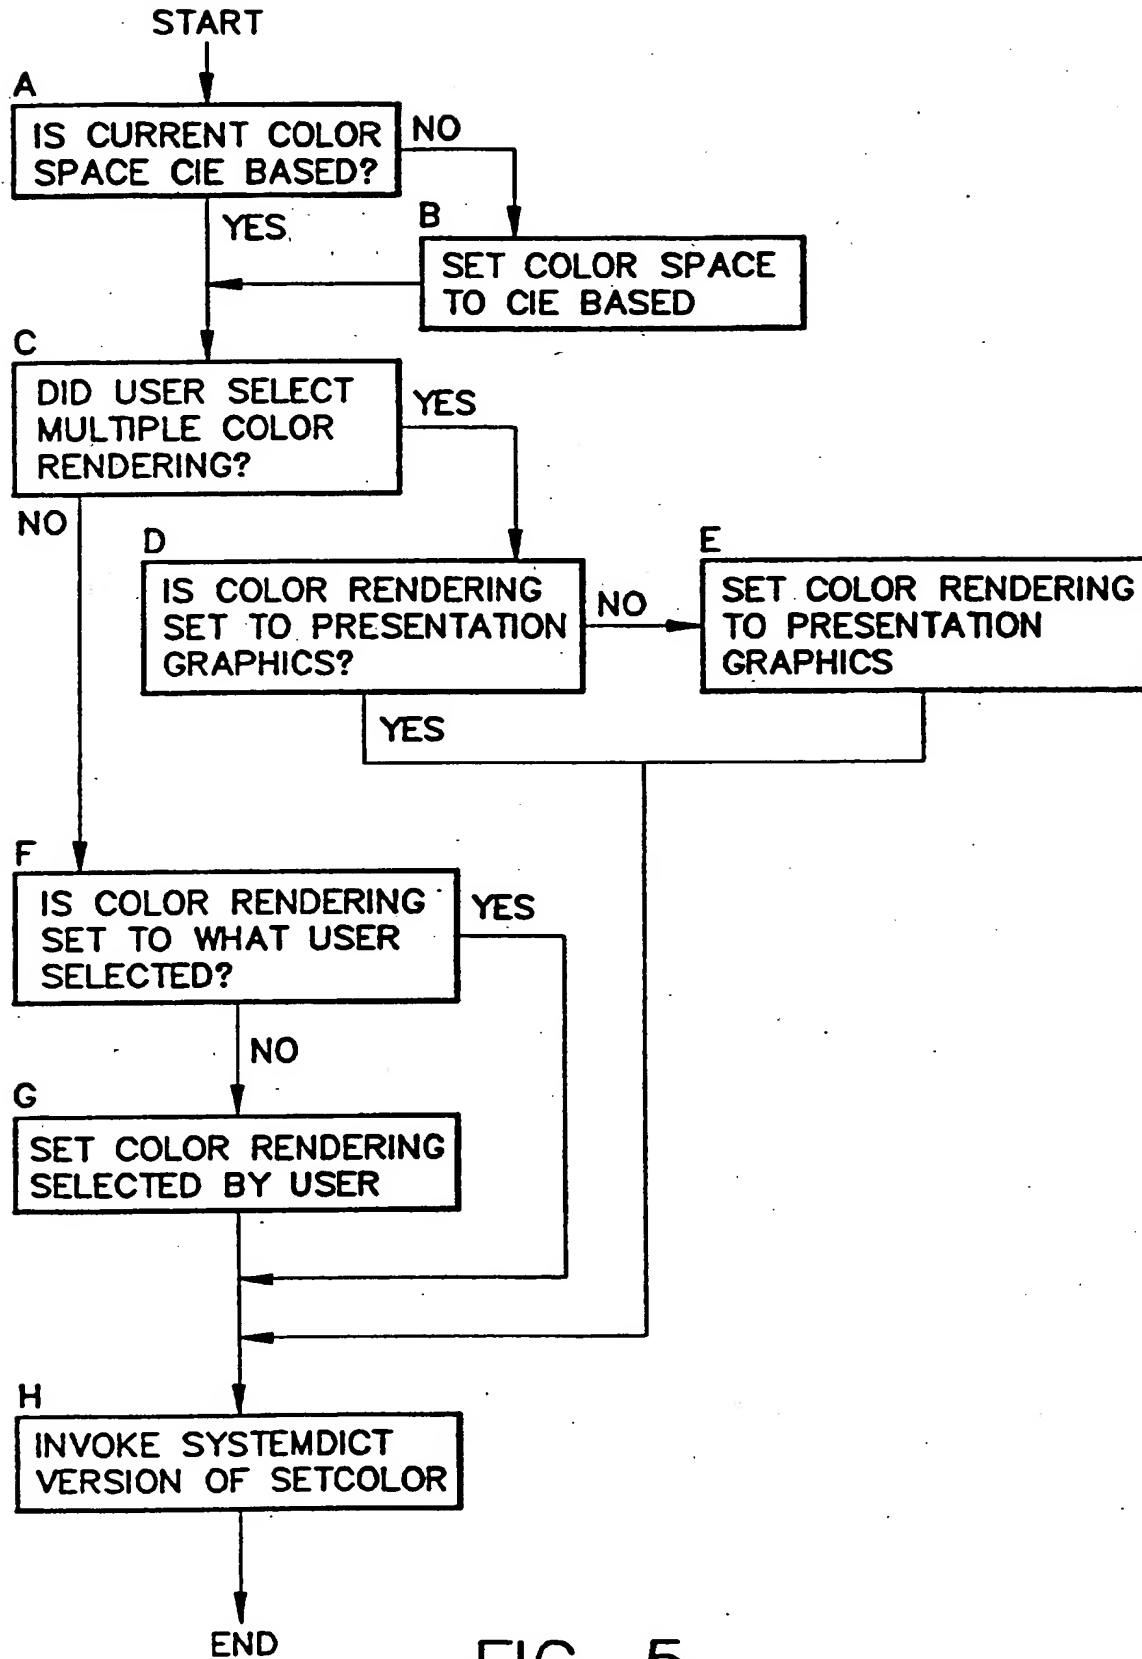 START
A
IS CURRENT COLOR
SPACE CIE BASED?
NO
YES
B
SET COLOR SPACE
TO CIE BASED
C
DID USER SELECT
MULTIPLE COLOR
RENDERING?
YES
NO
D
IS COLOR RENDERING
SET TO PRESENTATION
GRAPHICS?
NO
E
SET COLOR RENDERING
TO PRESENTATION
GRAPHICS
YES
F
IS COLOR RENDERING
SET TO WHAT USER
SELECTED?
YES
NO
G
SET COLOR RENDERING
SELECTED BY USER
H
INVOKE SYSTEMDICT
VERSION OF SETCOLOR
END
FIG. 5